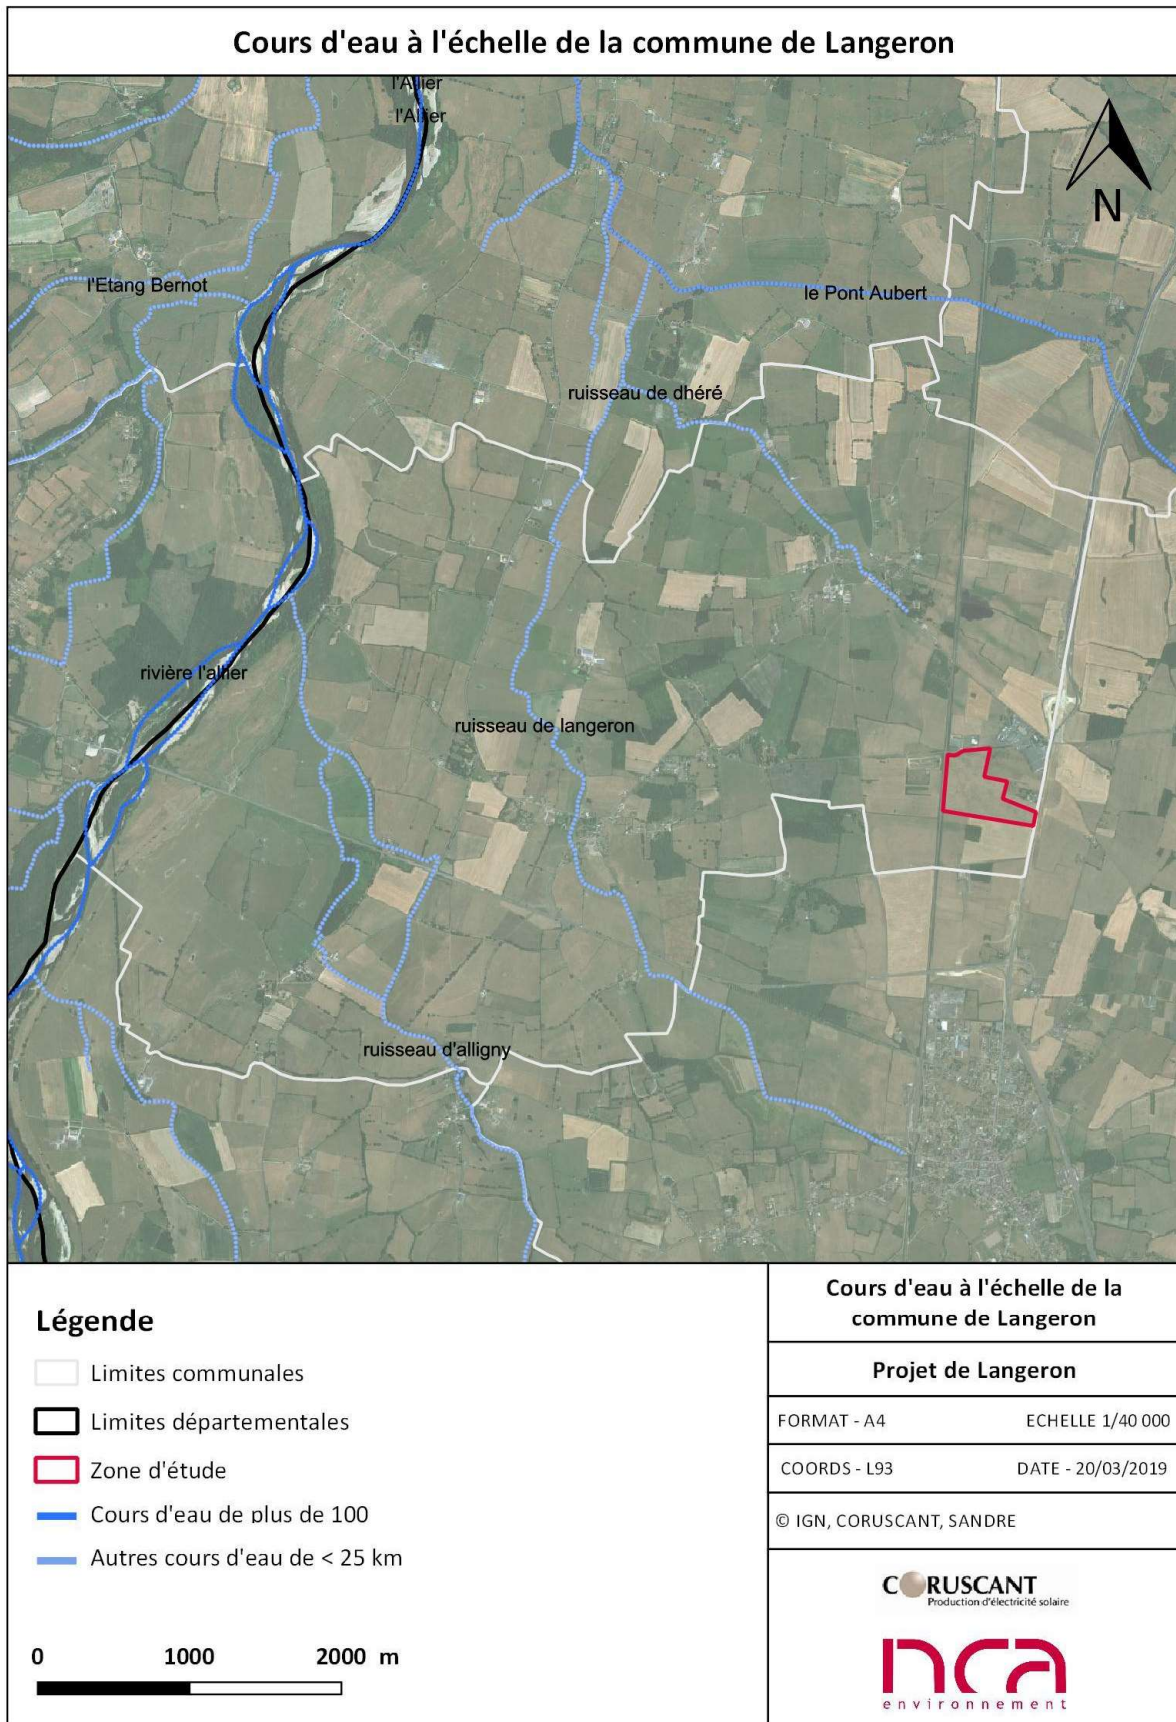 Cours d'eau à l'échelle de la commune de Langeron
l'Allier
l'Allier
N
l'Etang Bernot
le Pont Aubert
ruisseau de dhéré
rivière l'allier
ruisseau de langeron
ruisseau d'alligny
Légende
Limites communales
Limites départementales
Zone d'étude
Cours d'eau de plus de 100
Autres cours d'eau de < 25 km
0 1000 2000 m
Cours d'eau à l'échelle de la
commune de Langeron
Projet de Langeron
FORMAT - A4 ECHELLE 1/40 000
COORDS - L93 DATE - 20/03/2019
© IGN, CORUSCANT, SANDRE
CORUSCANT
Production d'électricité solaire
nca
environnement